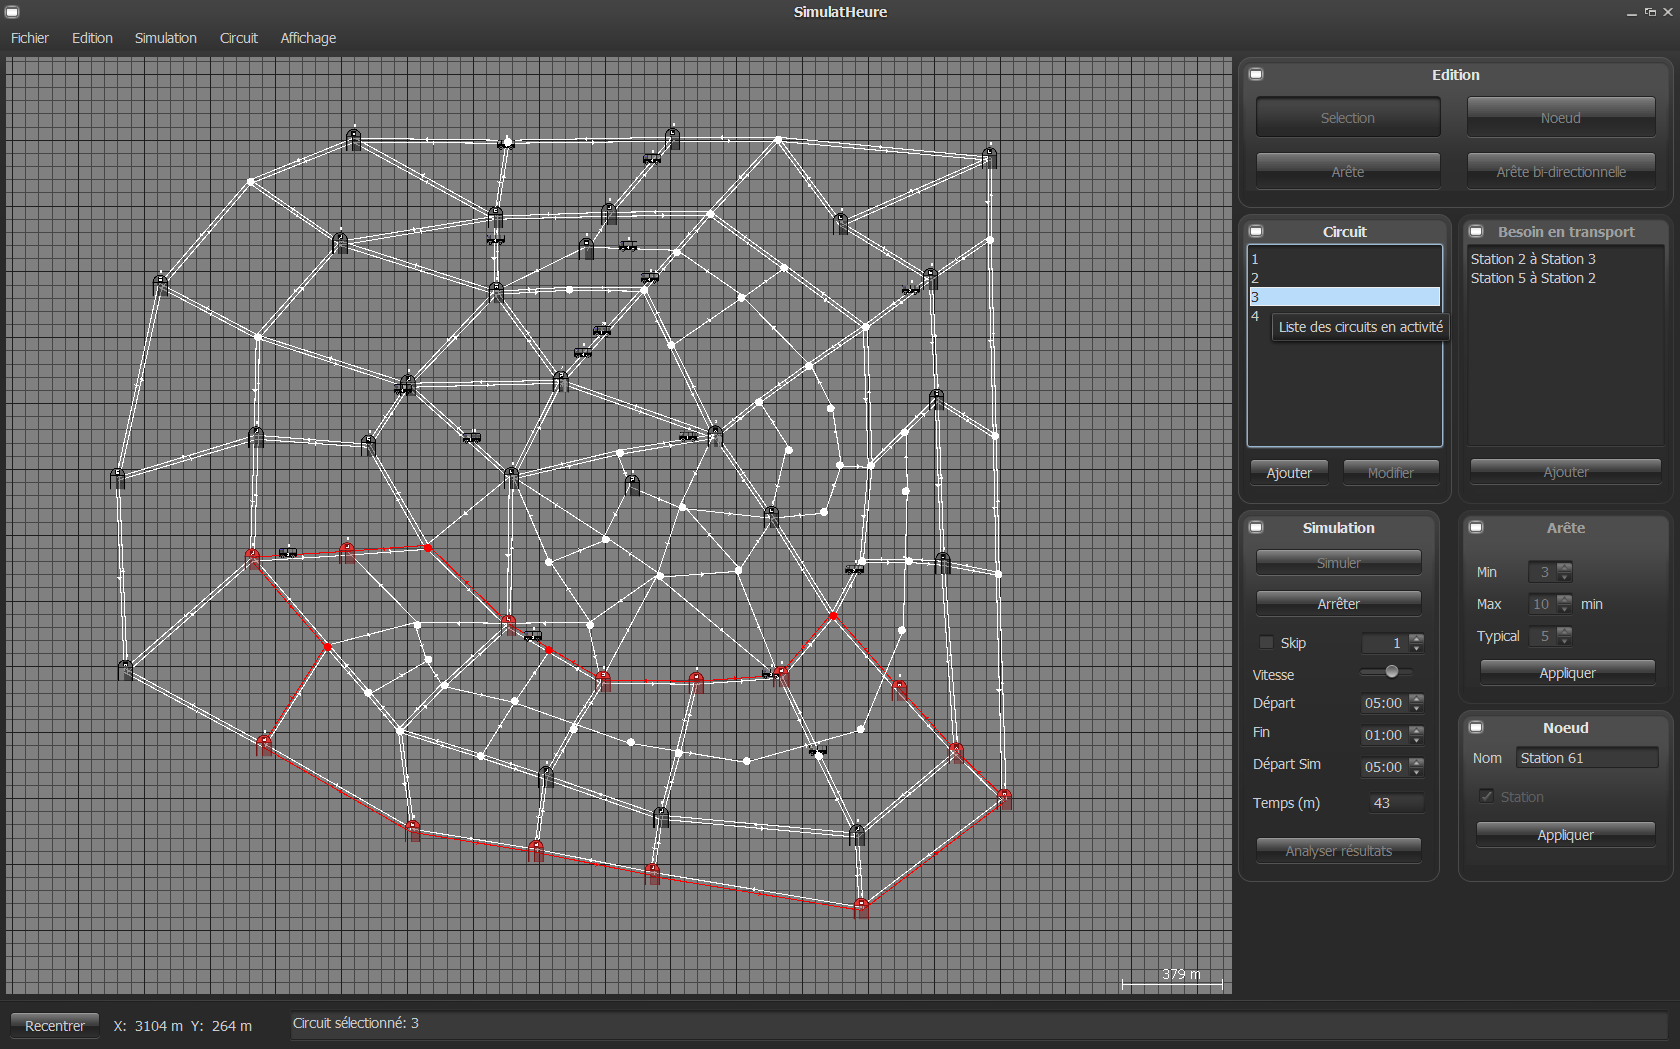 SimulatHeure
Fichier Edition Simulation Circuit Affichage
Edition
Selection Noeud
Arête Arête bi-directionnelle
Circuit
1
2
3
4
Liste des circuits en activité
Ajouter Modifier
Besoin en transport
Station 2 à Station 3
Station 5 à Station 2
Ajouter
Simulation
Simuler
Arrêter
Skip 1
Vitesse
Départ 05:00
Fin 01:00
Départ Sim 05:00
Temps (m) 43
Analyser résultats
Arête
Min 3
Max 10 min
Typical 5
Appliquer
Noeud
Nom Station 61
Station
Appliquer
379 m
Recentrer X: 3104 m Y: 264 m Circuit sélectionné: 3